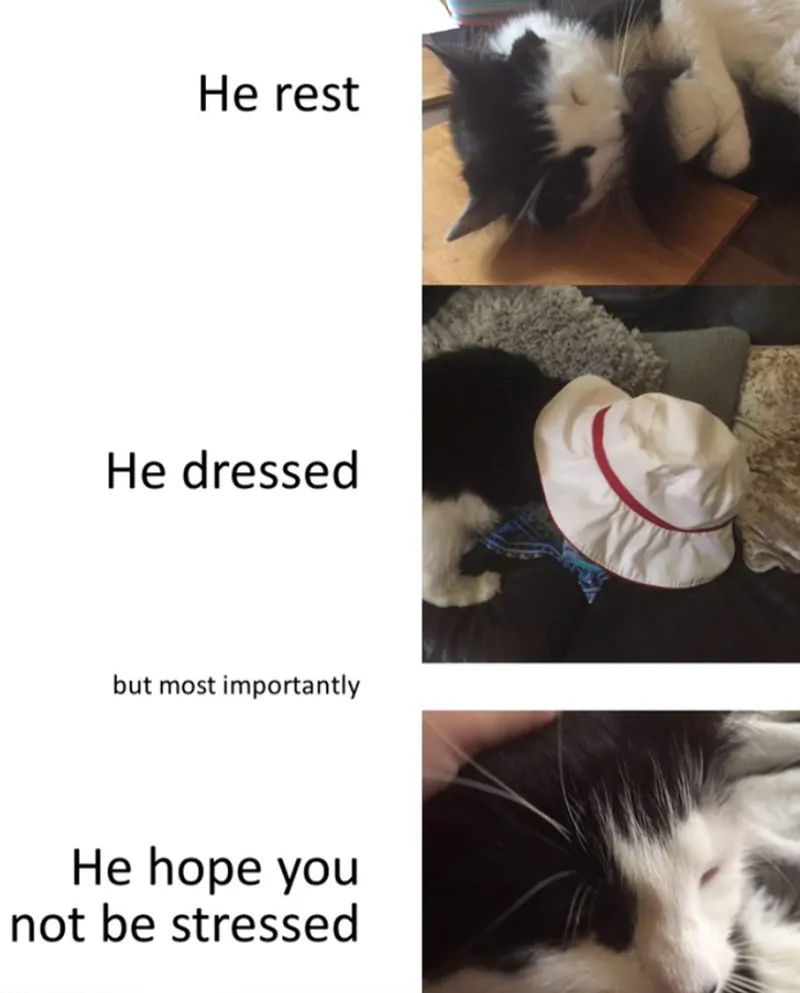 He rest
He dressed
but most importantly
He hope you
not be stressed